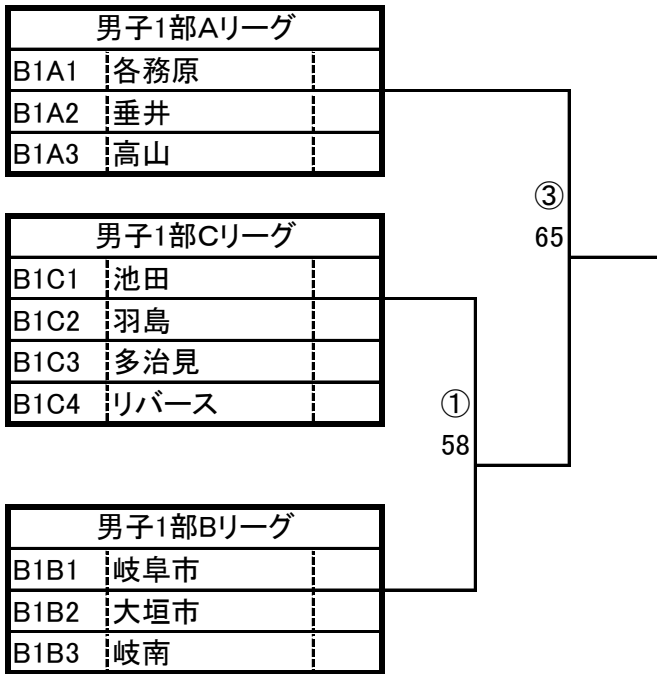 男子1部Aリーグ
B1A1 各務原
B1A2 垂井
B1A3 高山
③
65
男子1部Cリーグ
B1C1 池田
B1C2 羽島
B1C3 多治見
B1C4 リバース
①
58
男子1部Bリーグ
B1B1 岐阜市
B1B2 大垣市
B1B3 岐南